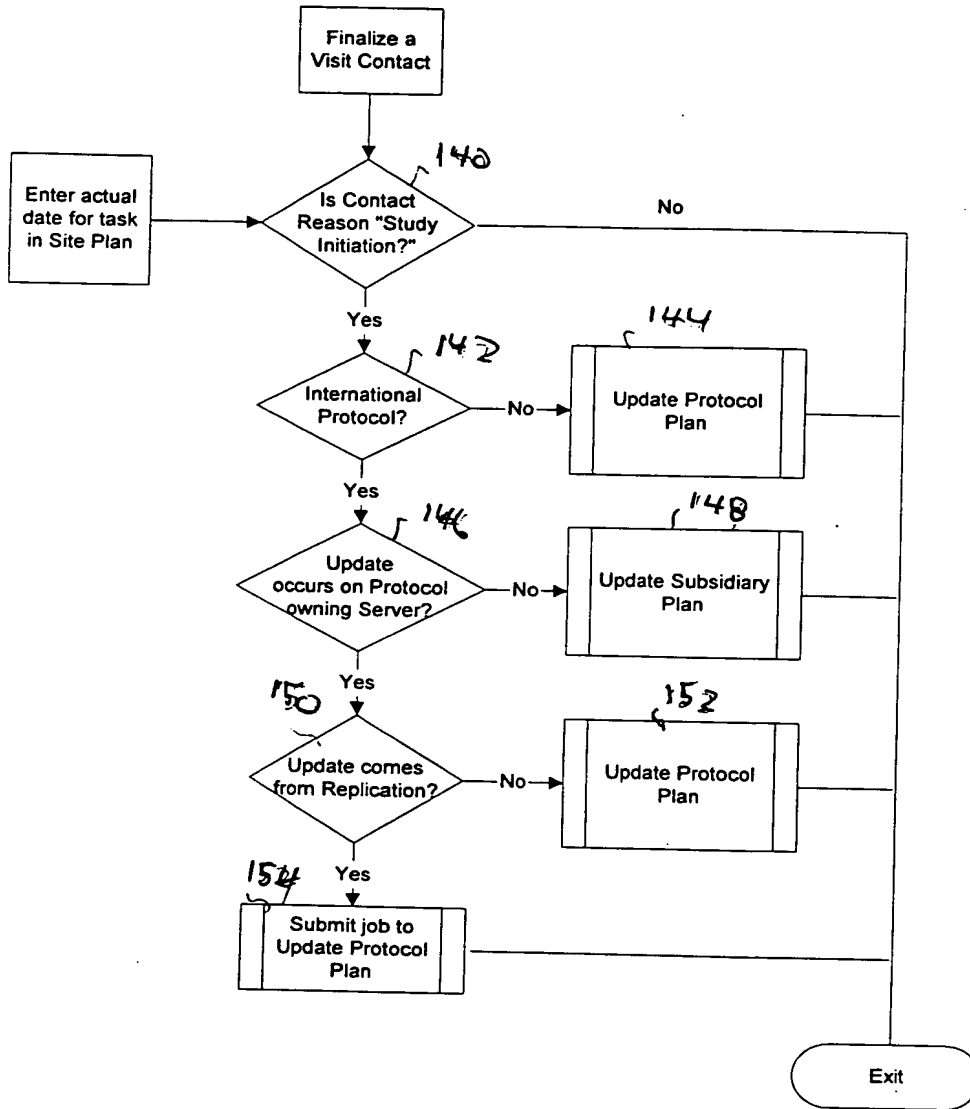 Finalize a
Visit Contact
140
Enter actual
date for task
in Site Plan
Is Contact
Reason "Study
Initiation?"
No
Yes
142
144
International
Protocol?
No
Update Protocol
Plan
Yes
146
148
Update
occurs on Protocol
owning Server?
No
Update Subsidiary
Plan
Yes
150
152
Update comes
from Replication?
No
Update Protocol
Plan
Yes
154
Submit job to
Update Protocol
Plan
Exit